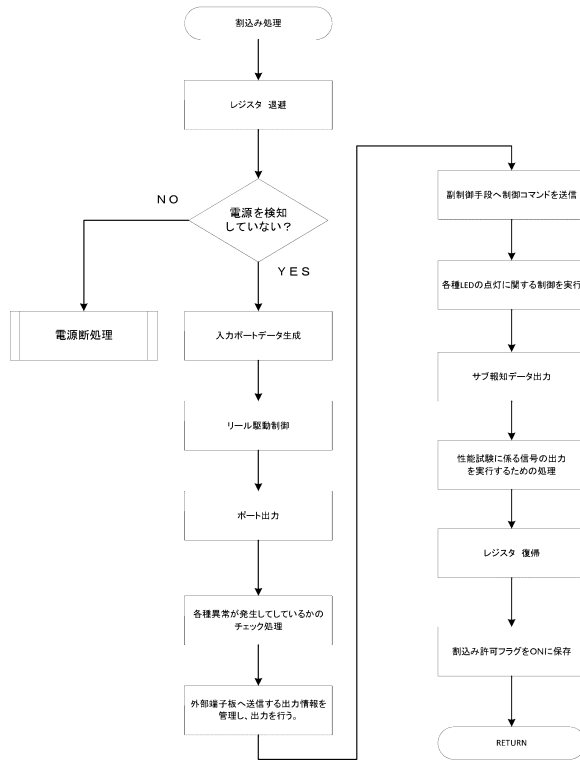 割込み処理
レジスタ 退避
電源を検知
していない?
NO
YES
電源断処理
入力ポートデータ生成
リール駆動制御
ポート出力
各種異常が発生してしているかの
チェック処理
外部端子板へ送信する出力情報を
管理し、出力を行う。
副制御手段へ制御コマンドを送信
各種LEDの点灯に関する制御を実行
サブ報知データ出力
性能試験に係る信号の出力
を実行するための処理
レジスタ 復帰
割込み許可フラグをONに保存
RETURN